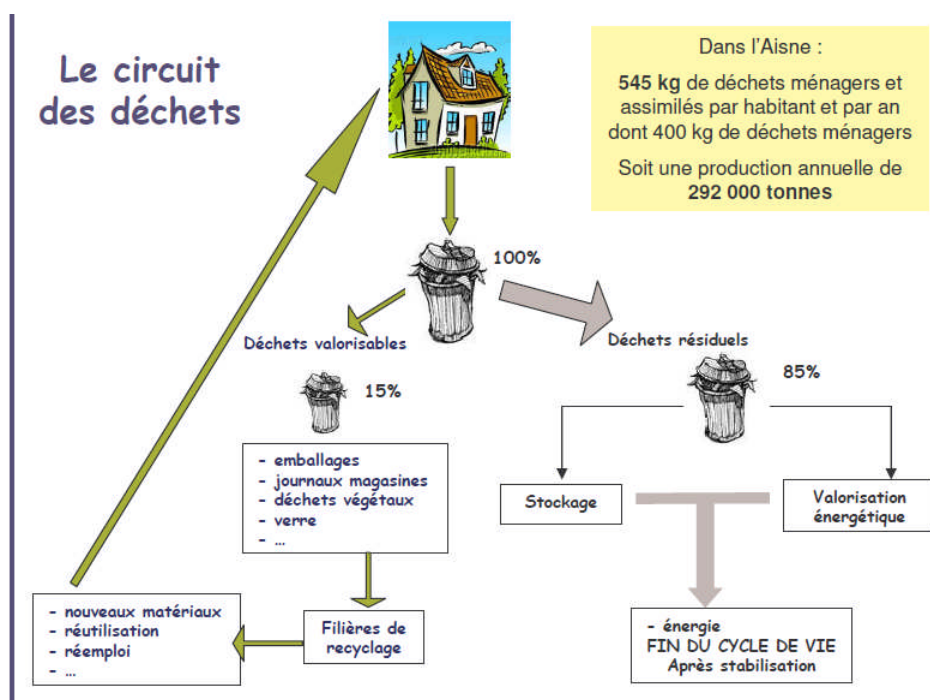 Le circuit
des déchets
Dans l'Aisne :
545 kg de déchets ménagers et
assimilés par habitant et par an
dont 400 kg de déchets ménagers
Soit une production annuelle de
292 000 tonnes
100%
Déchets valorisables
Déchets résiduels
15%
85%
- emballages
- journaux magasines
- déchets végétaux
- verre
- ...
Stockage
Valorisation
énergétique
- nouveaux matériaux
- réutilisation
- réemploi
- ...
Filières de
recyclage
- énergie
FIN DU CYCLE DE VIE
Après stabilisation